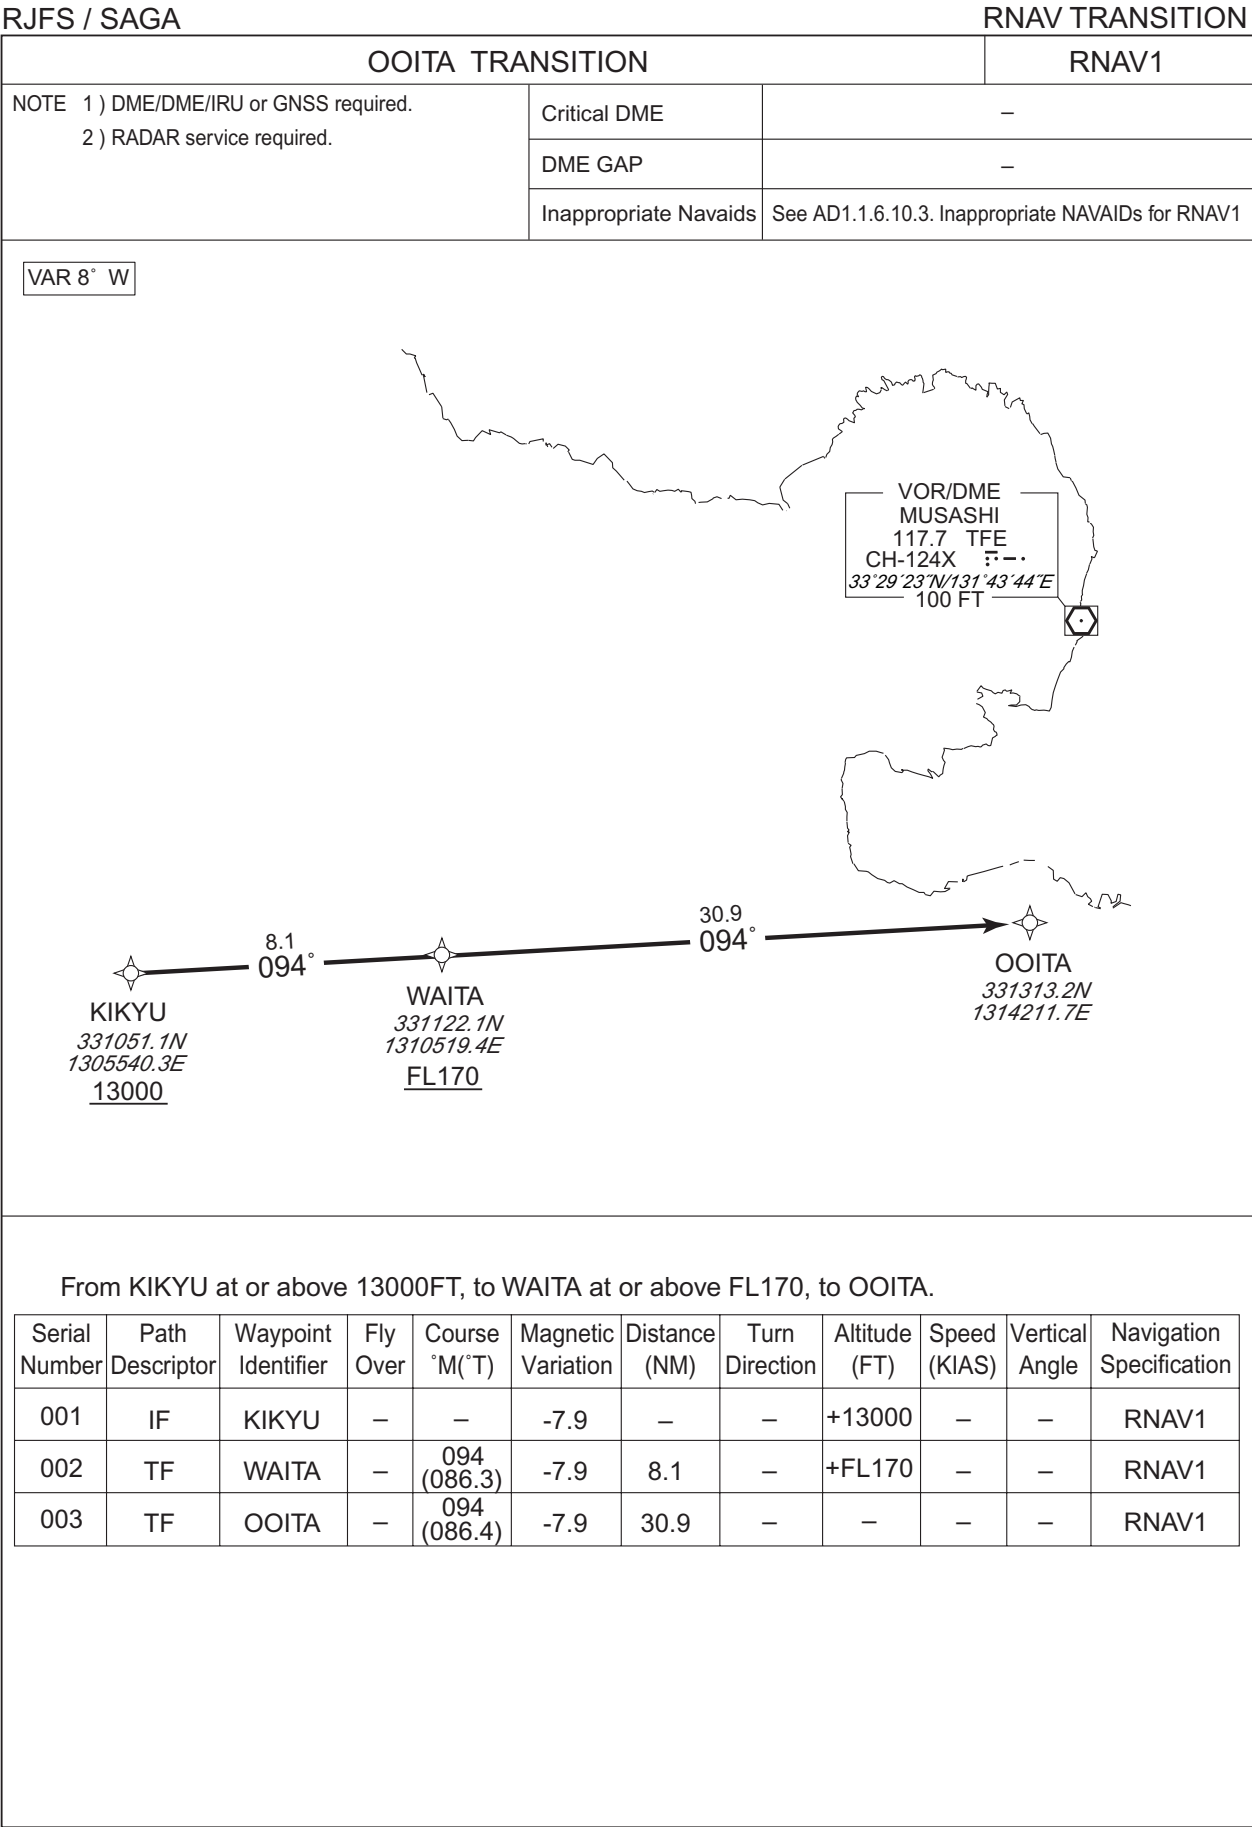 RJFS / SAGA
RNAV TRANSITION
OOITA TRANSITION
RNAV1
NOTE 1 ) DME/DME/IRU or GNSS required.
2 ) RADAR service required.
Critical DME –
DME GAP –
Inappropriate Navaids See AD1.1.6.10.3. Inappropriate NAVAIDs for RNAV1
VAR 8˚ W
VOR/DME
MUSASHI
117.7 TFE
CH-124X
33˚29´23˝N/131˚43´44˝E
100 FT
8.1
094˚
30.9
094˚
KIKYU
331051.1N
1305540.3E
13000
WAITA
331122.1N
1310519.4E
FL170
OOITA
331313.2N
1314211.7E
From KIKYU at or above 13000FT, to WAITA at or above FL170, to OOITA.
Serial Number Path Descriptor Waypoint Identifier Fly Over Course ˚M(˚T) Magnetic Variation Distance (NM) Turn Direction Altitude (FT) Speed (KIAS) Vertical Angle Navigation Specification
001 IF KIKYU – – -7.9 – – +13000 – – RNAV1
002 TF WAITA – 094 (086.3) -7.9 8.1 – +FL170 – – RNAV1
003 TF OOITA – 094 (086.4) -7.9 30.9 – – – – RNAV1